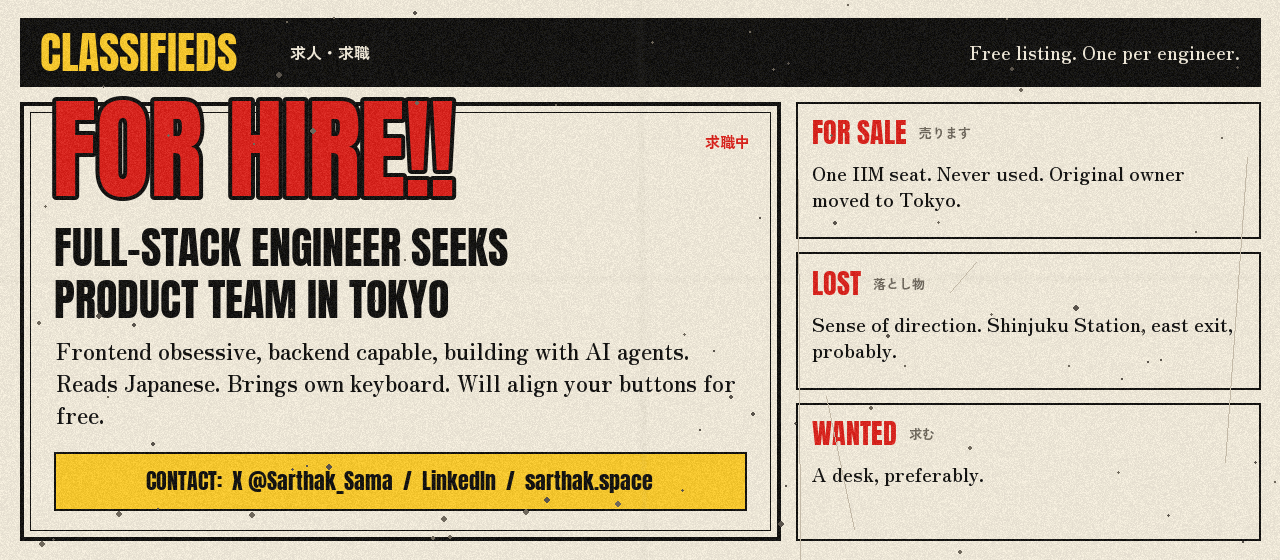 CLASSIFIEDS
求人・求職
Free listing. One per engineer.
FOR HIRE!!
求職中
FULL-STACK ENGINEER SEEKS
PRODUCT TEAM IN TOKYO
Frontend obsessive, backend capable, building with AI agents.
Reads Japanese. Brings own keyboard. Will align your buttons for
free.
CONTACT: X @Sarthak_Sama / LinkedIn / sarthak.space
FOR SALE 売ります
One IIM seat. Never used. Original owner
moved to Tokyo.
LOST 落とし物
Sense of direction. Shinjuku Station, east exit,
probably.
WANTED 求む
A desk, preferably.